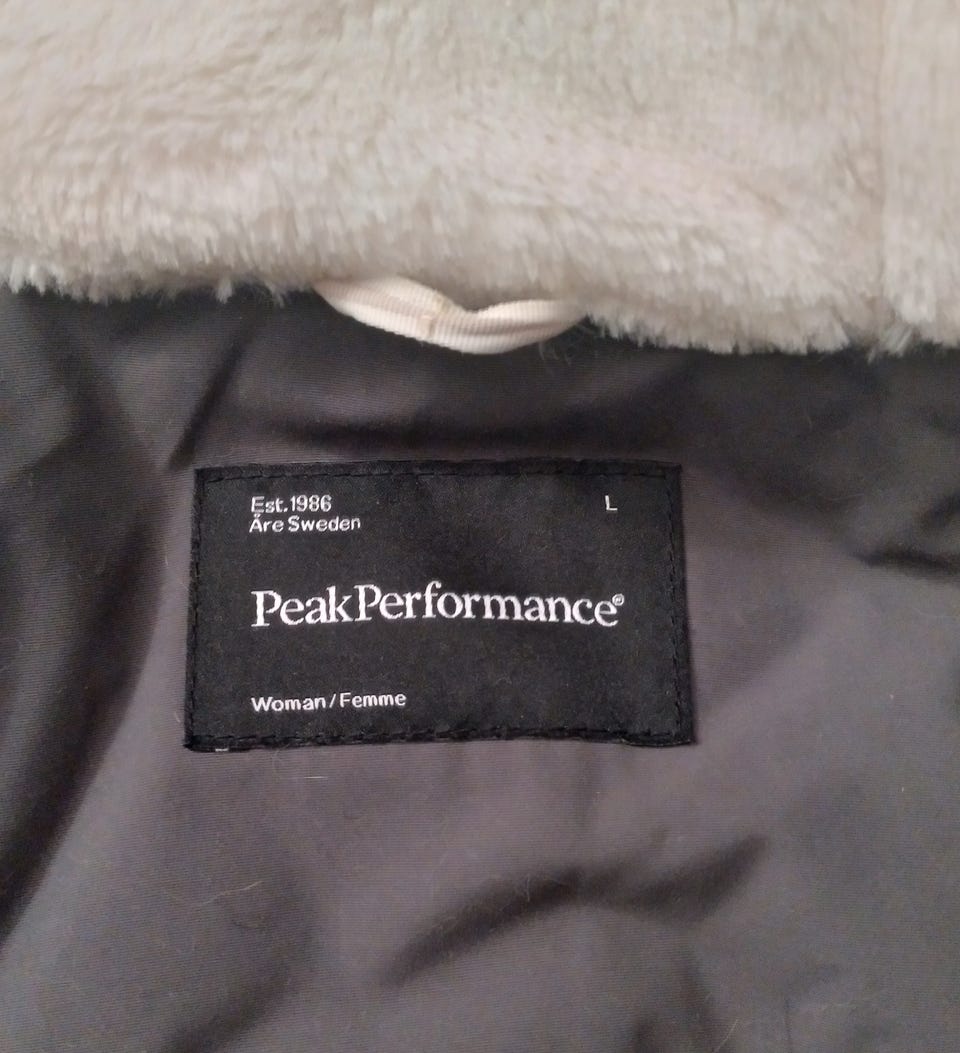 Est.1986
L
Åre Sweden
PeakPerformance®
Woman/Femme